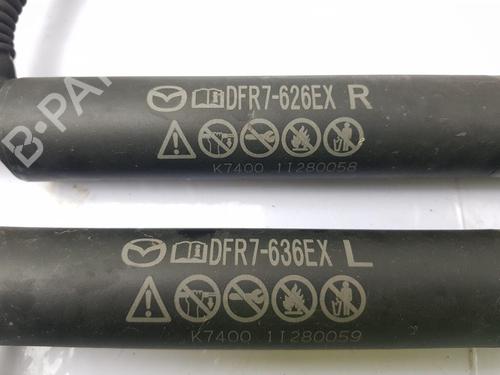 DFR7-626EX R
K7400 11280058
DFR7-636EX L
K7400 11280059
B-PA